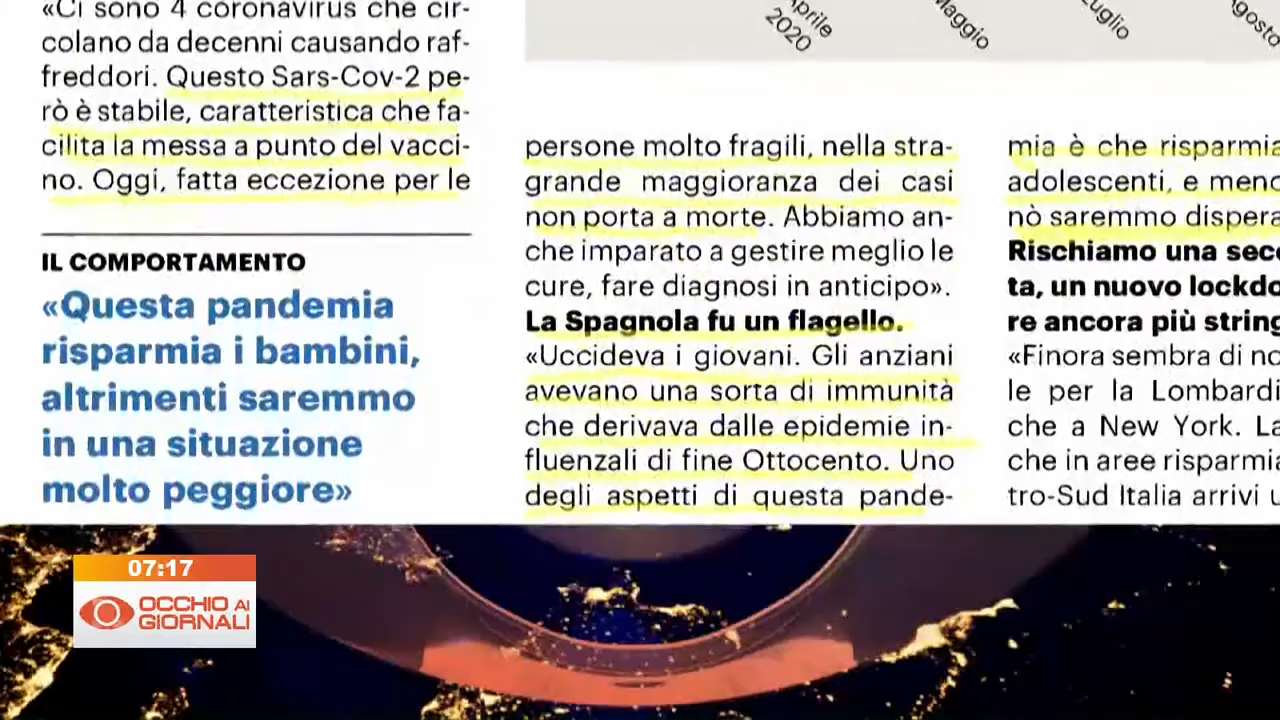 «Ci sono 4 coronavirus che cir-
colano da decenni causando raf-
freddori. Questo Sars-Cov-2 pe-
rò è stabile, caratteristica che fa-
cilita la messa a punto del vacci-
no. Oggi, fatta eccezione per le
IL COMPORTAMENTO
«Questa pandemia
risparmia i bambini,
altrimenti saremmo
in una situazione
molto peggiore»
Aprile
2020
Maggio
Luglio
Agosto
persone molto fragili, nella stra-
grande maggioranza dei casi
non porta a morte. Abbiamo an-
che imparato a gestire meglio le
cure, fare diagnosi in anticipo».
La Spagnola fu un flagello.
«Uccideva i giovani. Gli anziani
avevano una sorta di immunità
che derivava dalle epidemie in-
fluenzali di fine Ottocento. Uno
degli aspetti di questa pande-
mia è che risparmia
adolescenti, e meno
nò saremmo dispera
Rischiamo una seco
ta, un nuovo lockdo
re ancora più string
«Finora sembra di no
le per la Lombardi
che a New York. La
che in aree risparmia
tro-Sud Italia arrivi u
07:17
OCCHIO AI
GIORNALI